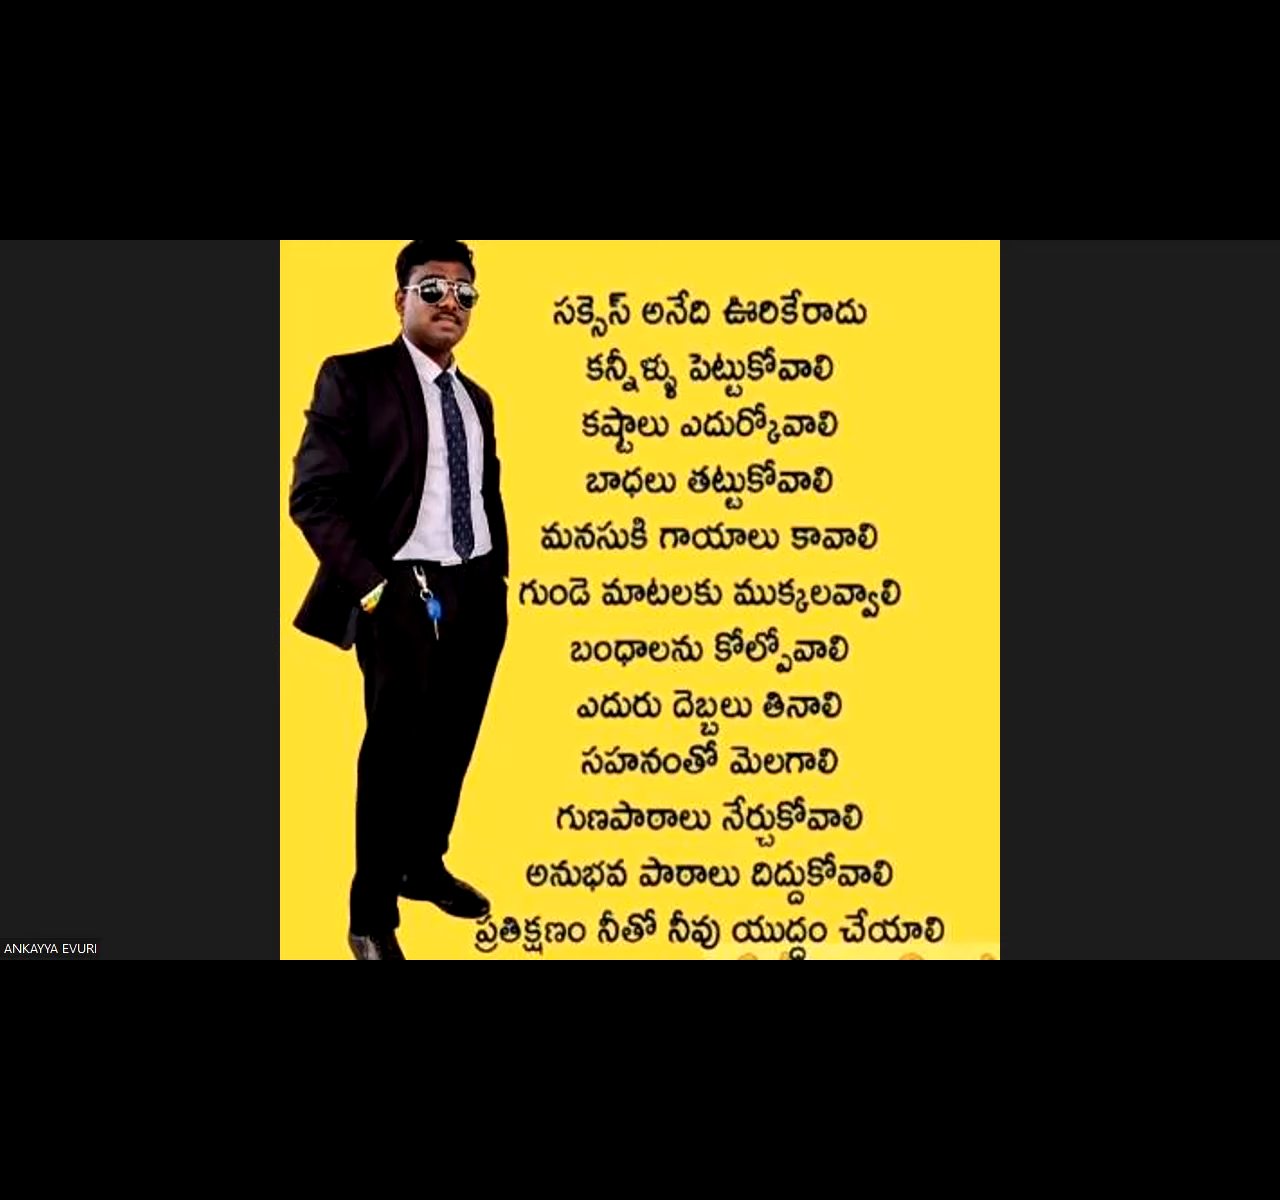 సక్సెస్ అనేది ఊరికేరాదు
కన్నీళ్ళు పెట్టుకోవాలి
కష్టాలు ఎదుర్కోవాలి
బాధలు తట్టుకోవాలి
మనసుకి గాయాలు కావాలి
గుండె మాటలకు ముక్కలవ్వాలి
బంధాలను కోల్పోవాలి
ఎదురు దెబ్బలు తినాలి
సహనంతో మెలగాలి
గుణపాఠాలు నేర్చుకోవాలి
అనుభవ పాఠాలు దిద్దుకోవాలి
ప్రతిక్షణం నీతో నీవు యుద్ధం చేయాలి
ANKAYYA EVURI